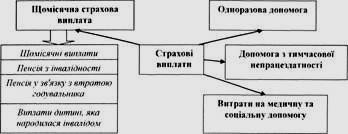 Щомісячна страхова
виплата
Одноразова допомога
Щомісячні виплати
Пенсія з інвалідності
Пенсія у зв'язку з втратою
годувальника
Виплати дитині, яка
народилася інвалідом
Страхові
виплати
Допомога з тимчасової
непрацездатності
Витрати на медичну та
соціальну допомогу